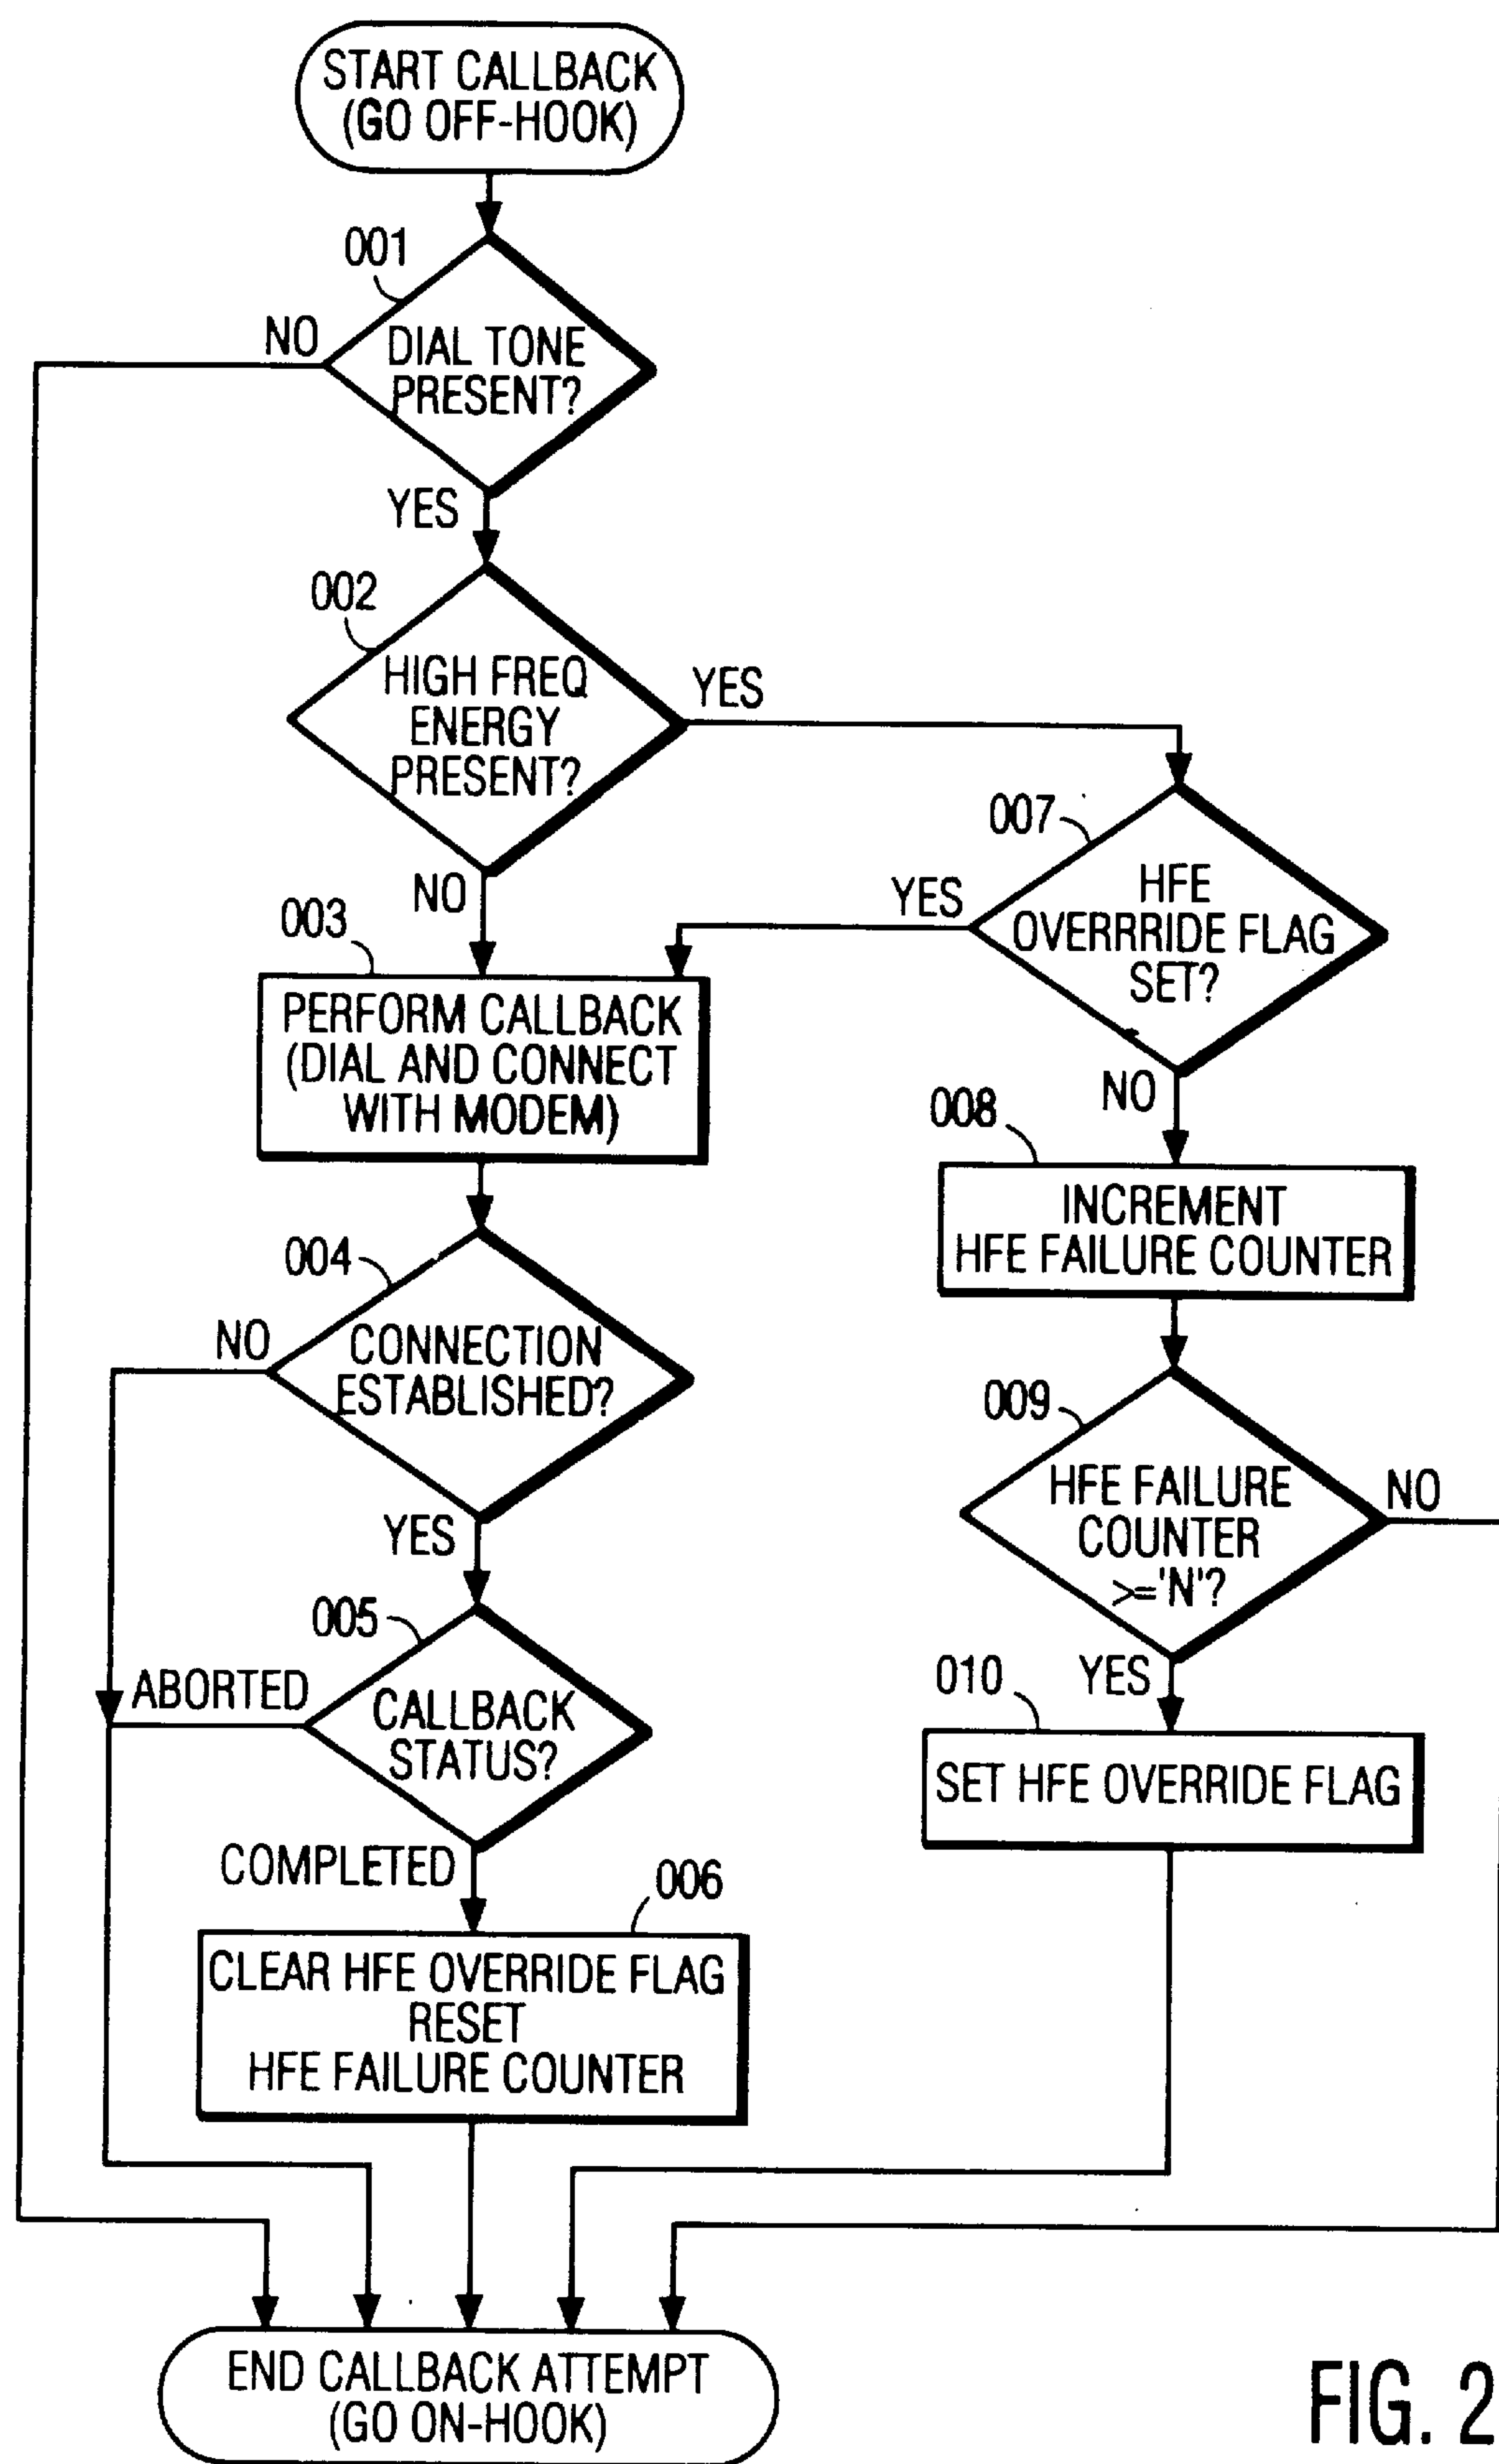 START CALLBACK
(GO OFF-HOOK)
001
NO
DIAL TONE
PRESENT?
YES
002
HIGH FREQ
ENERGY
PRESENT?
YES
NO
007
HFE
OVERRRIDE FLAG
SET?
YES
NO
003
PERFORM CALLBACK
(DIAL AND CONNECT
WITH MODEM)
008
INCREMENT
HFE FAILURE COUNTER
004
NO
CONNECTION
ESTABLISHED?
YES
009
HFE FAILURE
COUNTER
>='N'?
NO
YES
005
ABORTED
CALLBACK
STATUS?
COMPLETED
010
SET HFE OVERRIDE FLAG
006
CLEAR HFE OVERRIDE FLAG
RESET
HFE FAILURE COUNTER
END CALLBACK ATTEMPT
(GO ON-HOOK)
FIG. 2